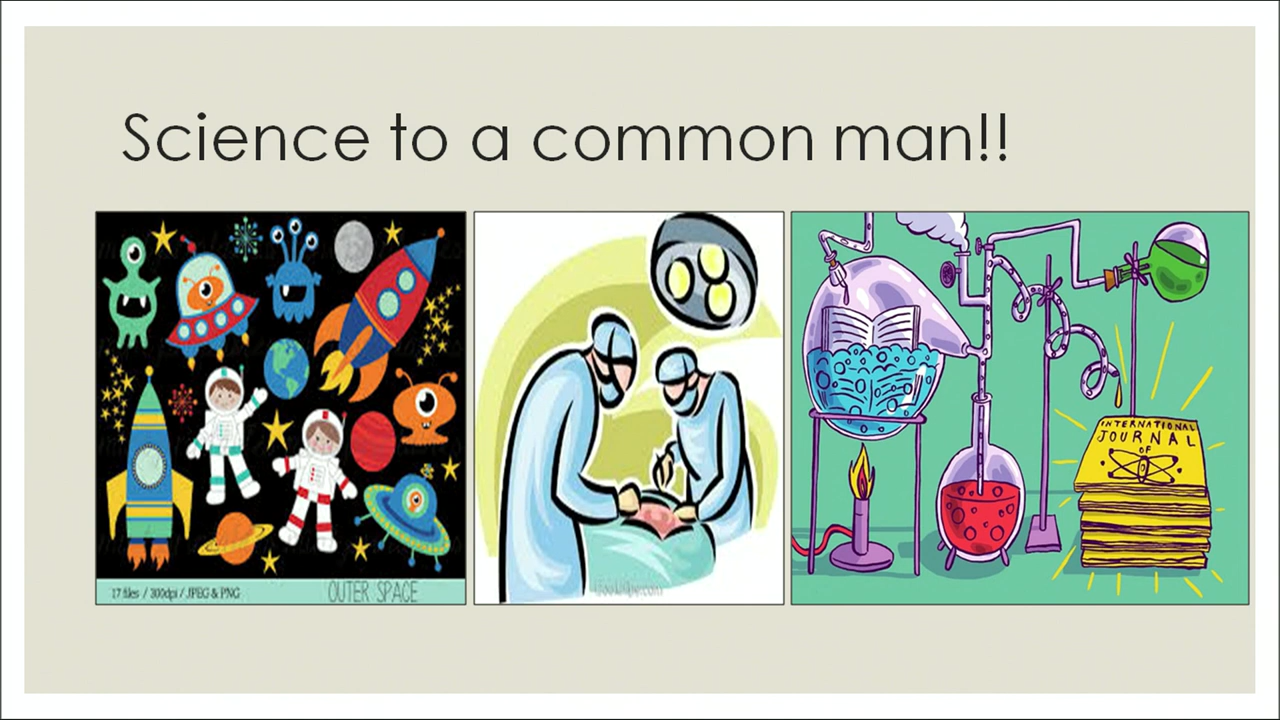 Science to a common man!!
17 files / 300dpi / JPEG & PNG
OUTER SPACE
INTERNATIONAL
JOURNAL
OF